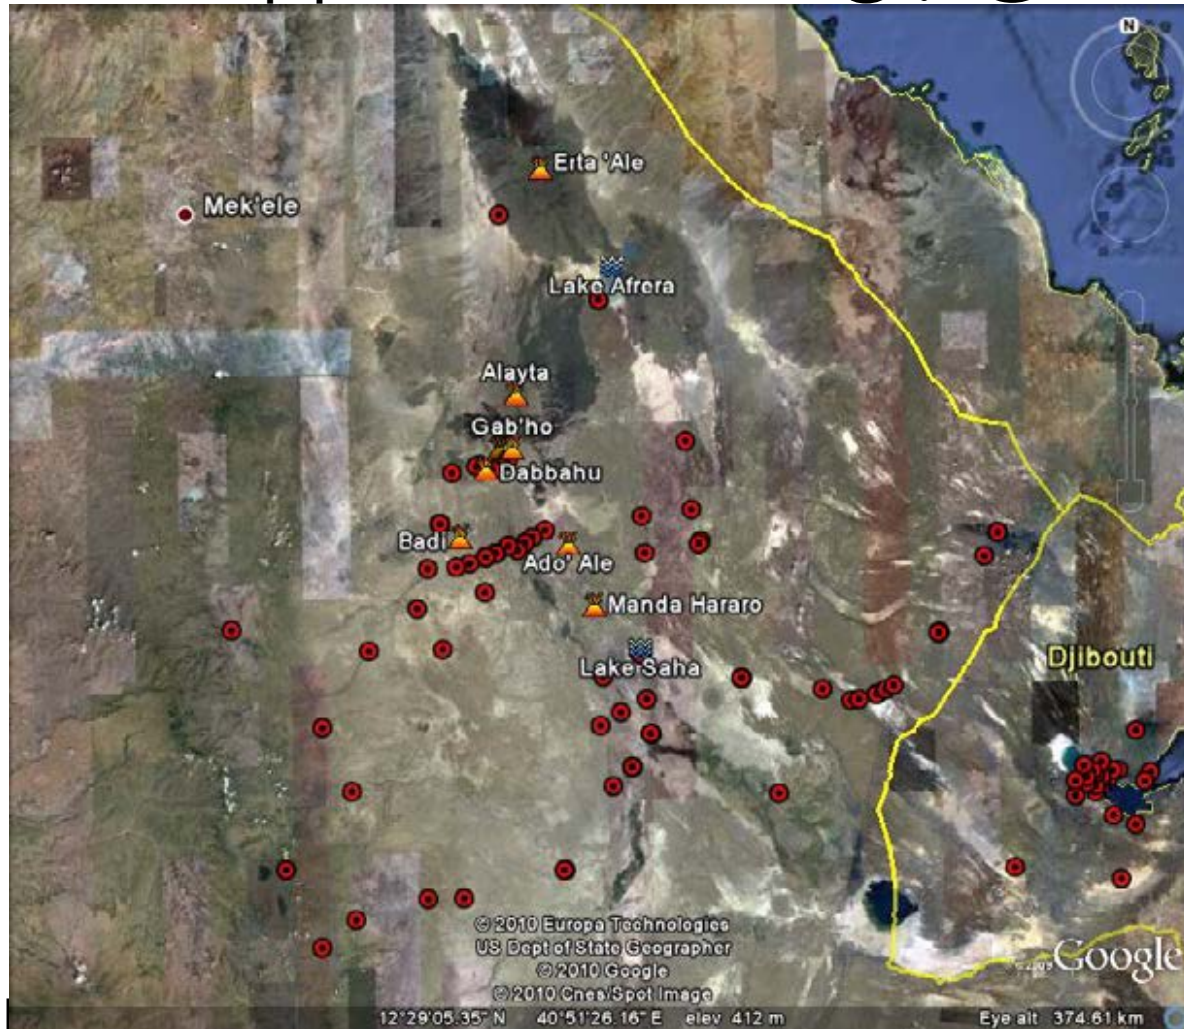 N
Erta 'Ale
Mek'ele
Lake Afrera
Alayta
Gab'ho
Dabbahu
Badi
Ado' Ale
Manda Hararo
Lake Saha
Djibouti
© 2010 Europa Technologies
US Dept of State Geographer
© 2010 Google
© 2010 Cnes/Spot Image
©2009 Google
12°29'05.35" N 40°51'26.16" E elev 412 m Eye alt 374.61 km